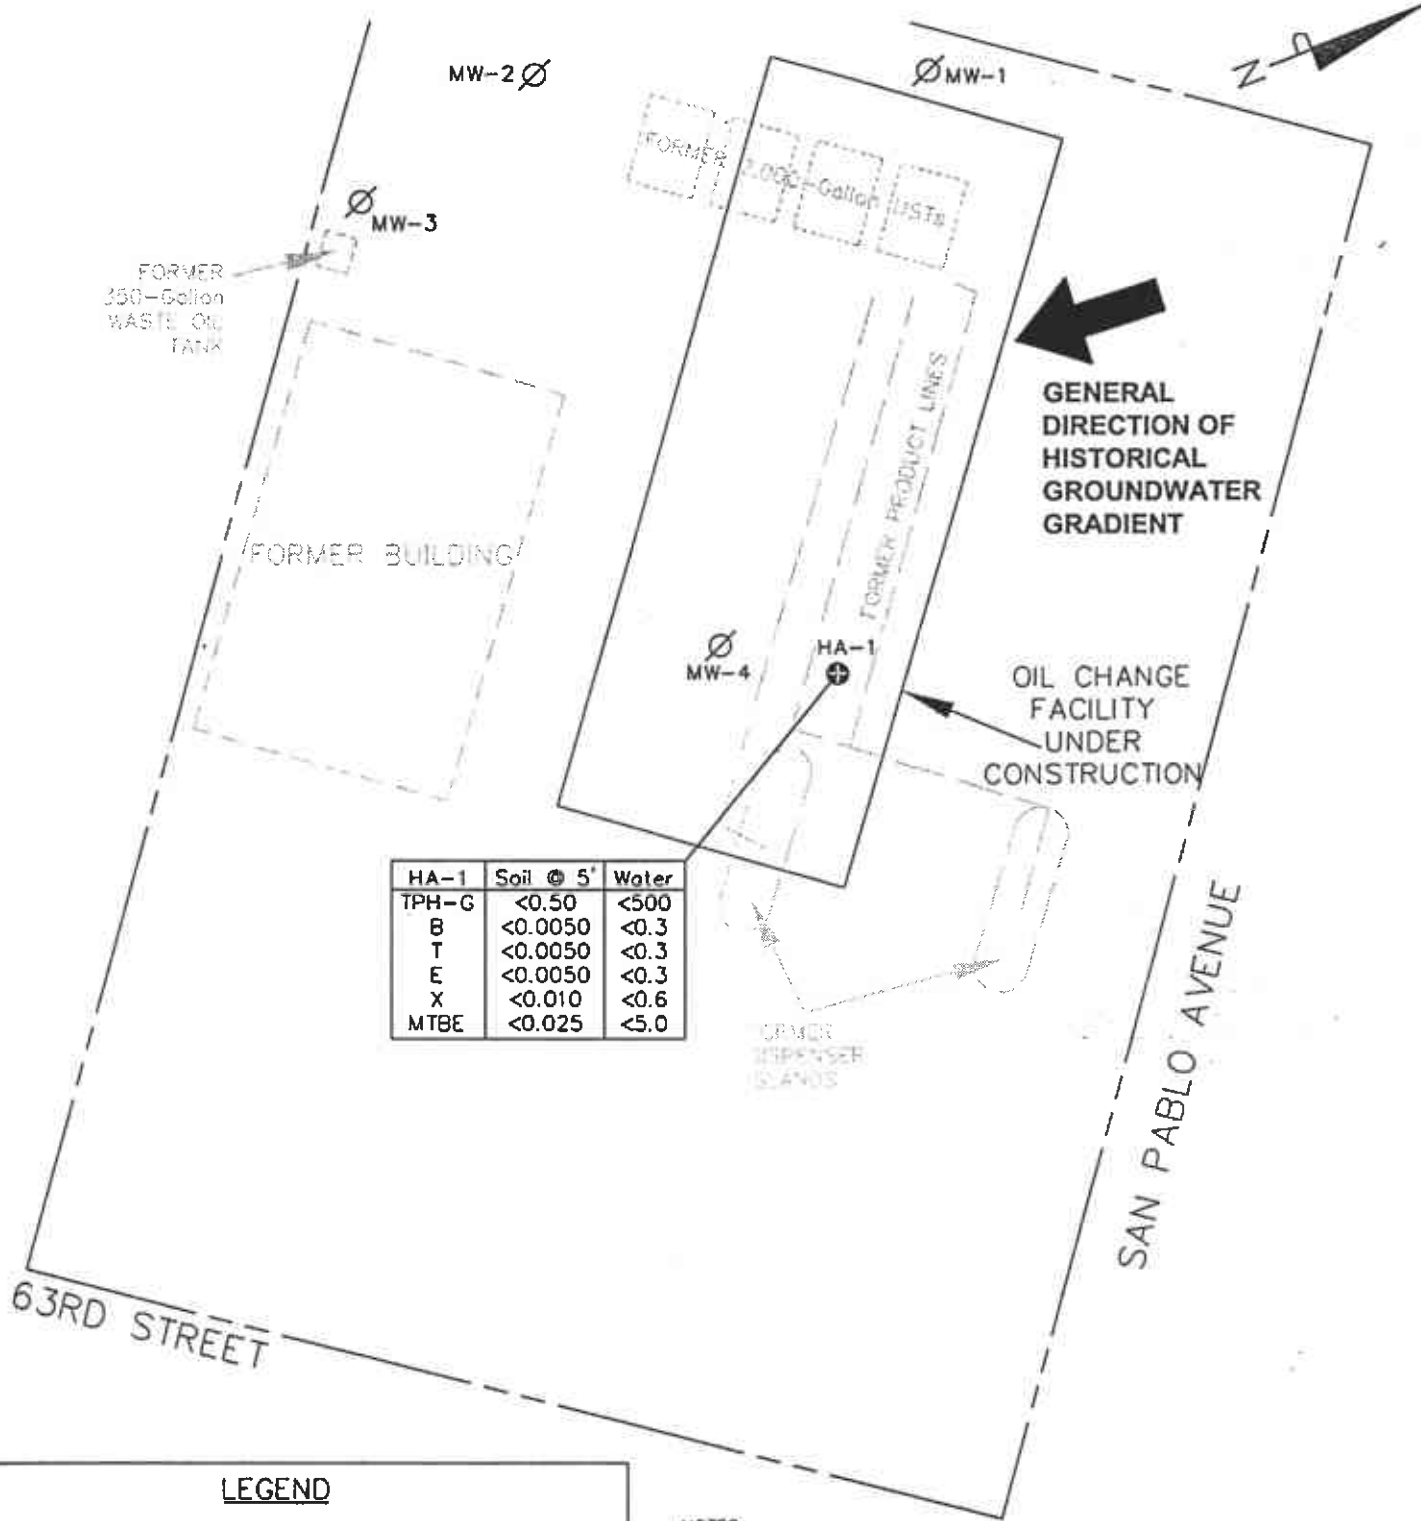 MW-2
MW-1
N
FORMER
-Gallon
USTs
MW-3
FORMER
350-Gallon
WASTE OIL
TANK
GENERAL
DIRECTION OF
HISTORICAL
GROUNDWATER
GRADIENT
FORMER PRODUCT LINES
FORMER BUILDING
MW-4
HA-1
OIL CHANGE
FACILITY
UNDER
CONSTRUCTION
HA-1 Soil @ 5' Water
TPH-G <0.50 <500
B <0.0050 <0.3
T <0.0050 <0.3
E <0.0050 <0.3
X <0.010 <0.6
MTBE <0.025 <5.0
SAN PABLO AVENUE
63RD STREET
LEGEND